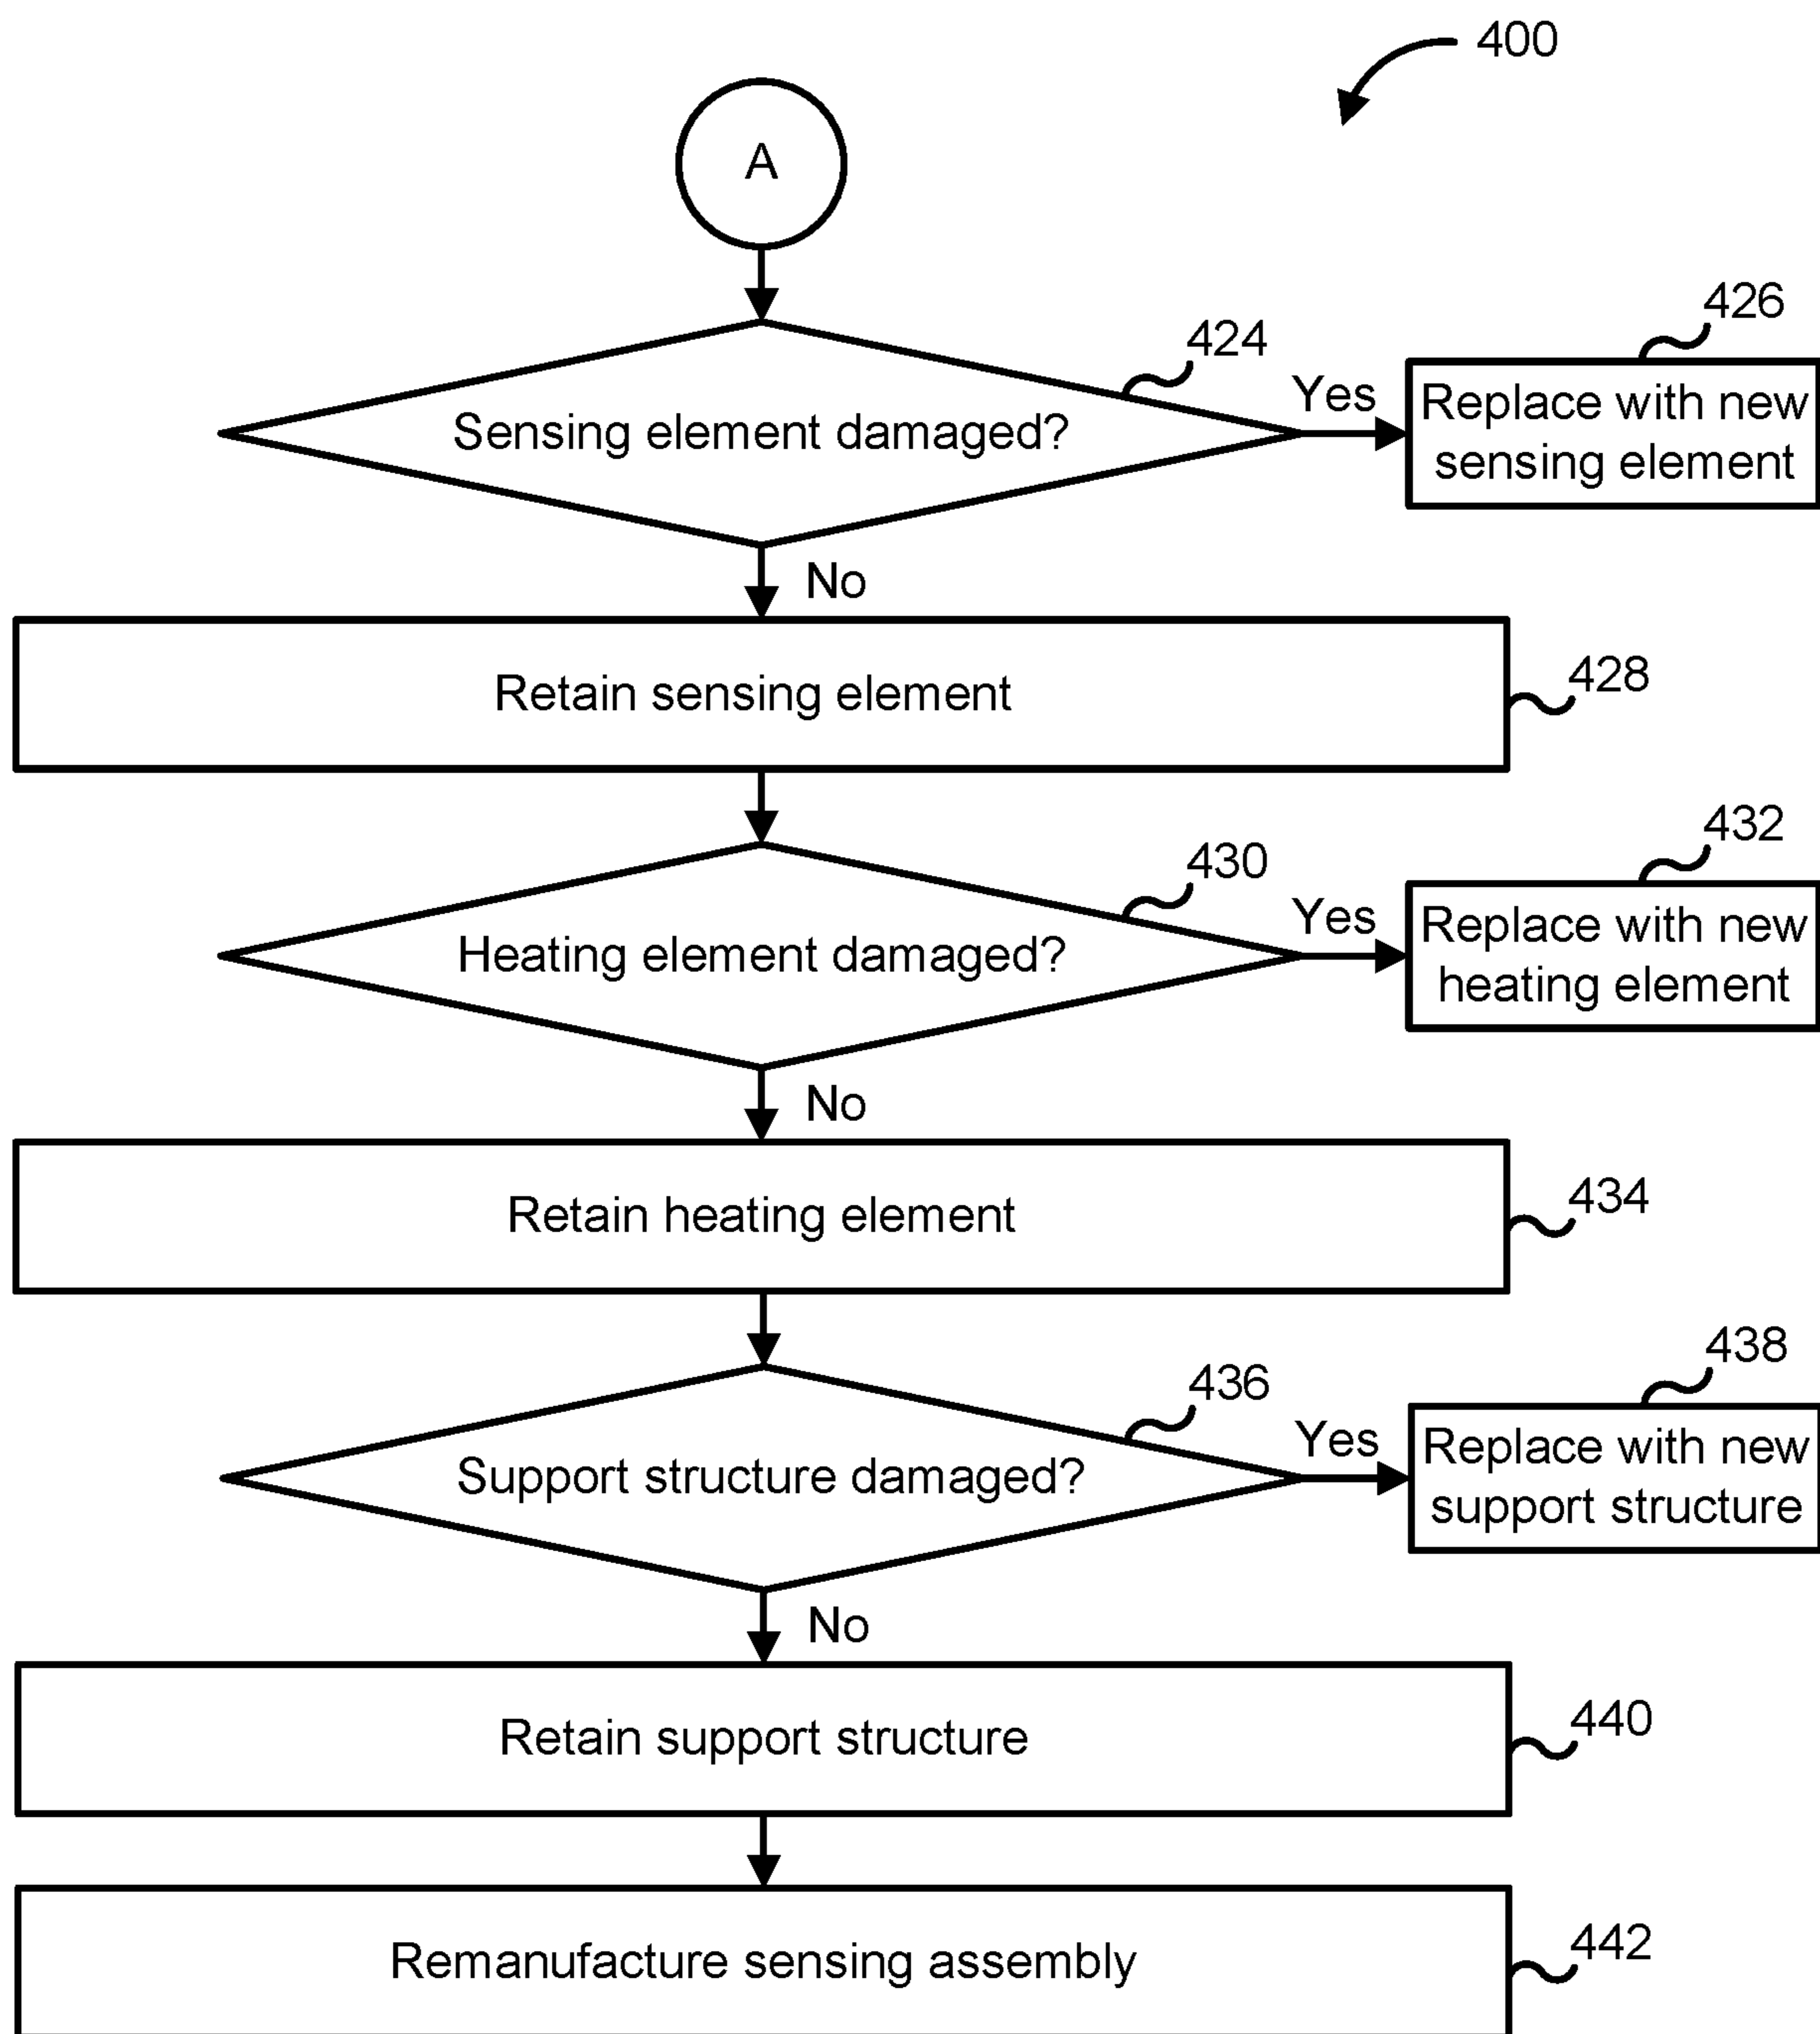 400
A
424
426
Sensing element damaged?
Yes
Replace with new
sensing element
No
Retain sensing element
428
430
432
Heating element damaged?
Yes
Replace with new
heating element
No
Retain heating element
434
436
438
Support structure damaged?
Yes
Replace with new
support structure
No
Retain support structure
440
Remanufacture sensing assembly
442